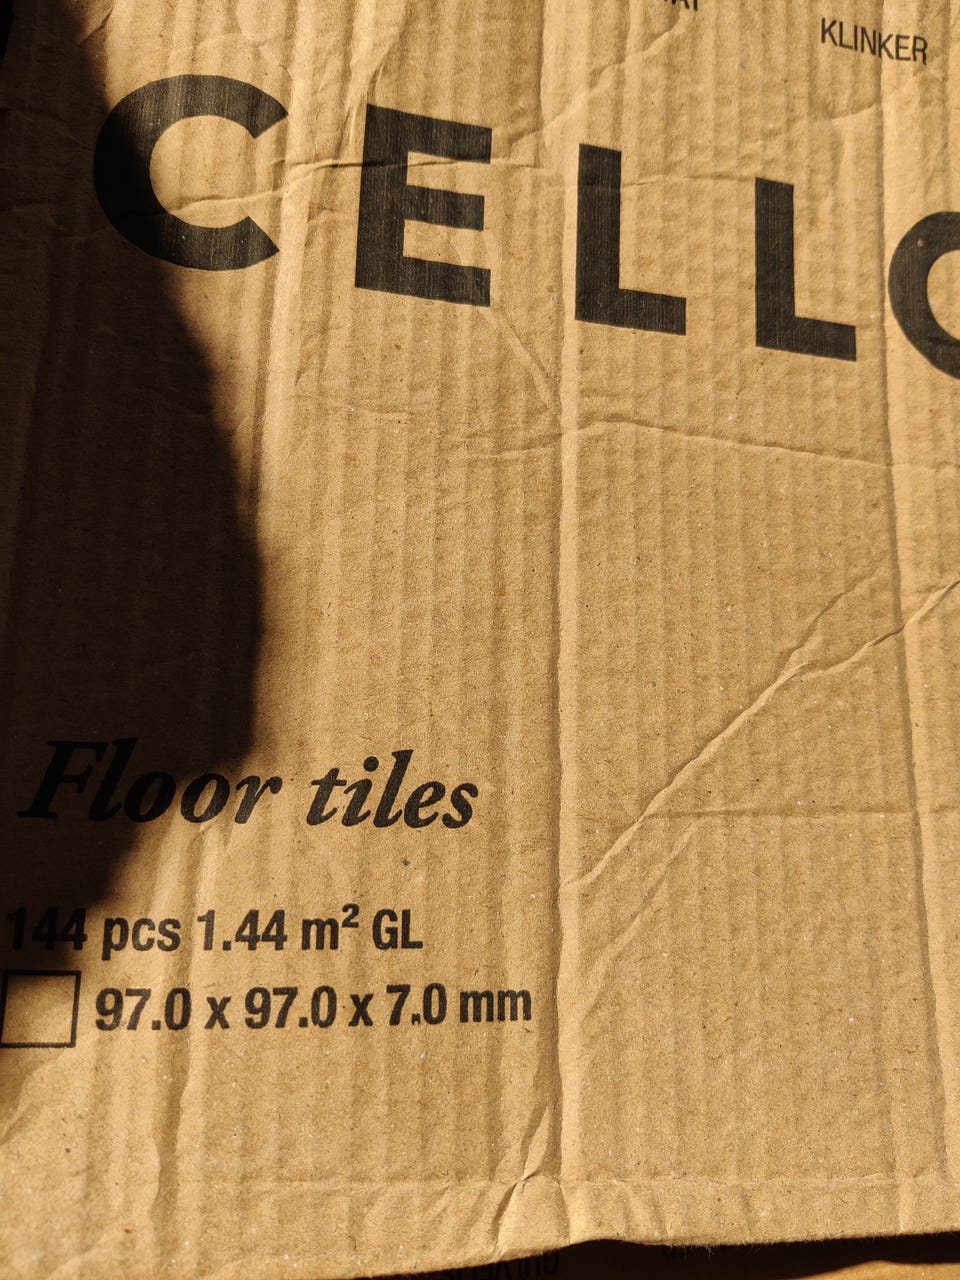 KLINKER
CELLO
Floor tiles
144 pcs 1.44 m² GL
97.0 x 97.0 x 7.0 mm